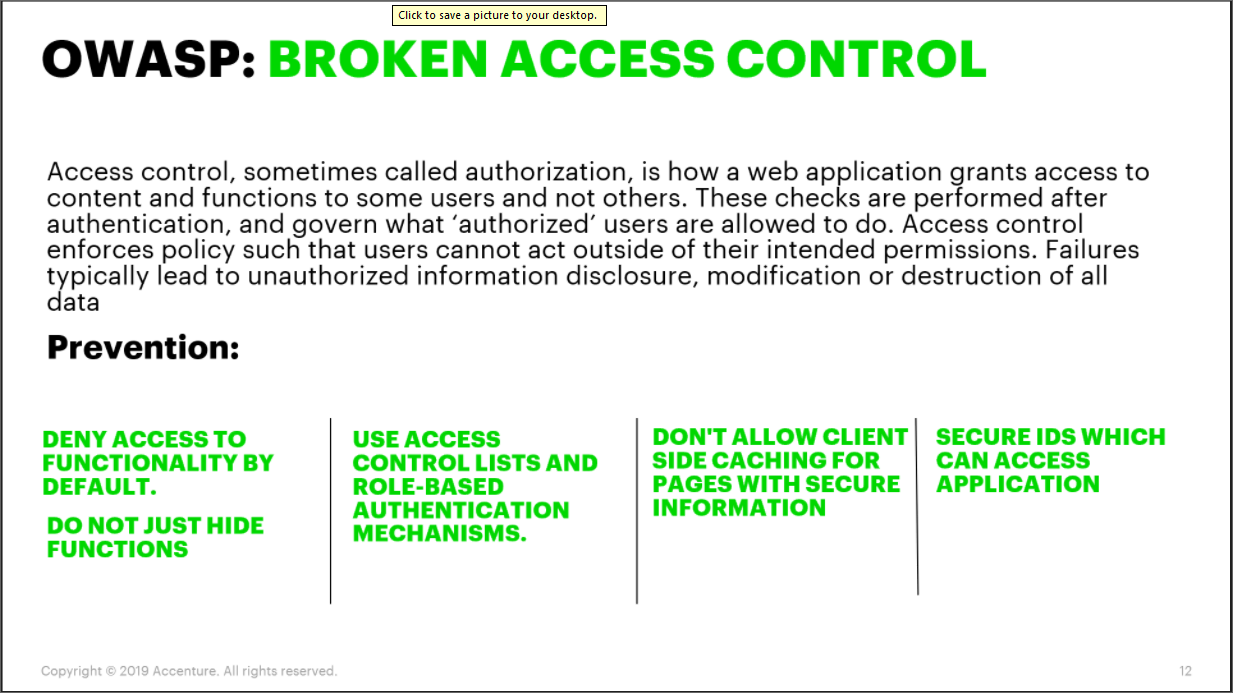 Click to save a picture to your desktop.
OWASP: BROKEN ACCESS CONTROL
Access control, sometimes called authorization, is how a web application grants access to
content and functions to some users and not others. These checks are performed after
authentication, and govern what ‘authorized’ users are allowed to do. Access control
enforces policy such that users cannot act outside of their intended permissions. Failures
typically lead to unauthorized information disclosure, modification or destruction of all
data
Prevention:
DENY ACCESS TO
FUNCTIONALITY BY
DEFAULT.
DO NOT JUST HIDE
FUNCTIONS
USE ACCESS
CONTROL LISTS AND
ROLE-BASED
AUTHENTICATION
MECHANISMS.
DON'T ALLOW CLIENT
SIDE CACHING FOR
PAGES WITH SECURE
INFORMATION
SECURE IDS WHICH
CAN ACCESS
APPLICATION
Copyright © 2019 Accenture. All rights reserved.
12